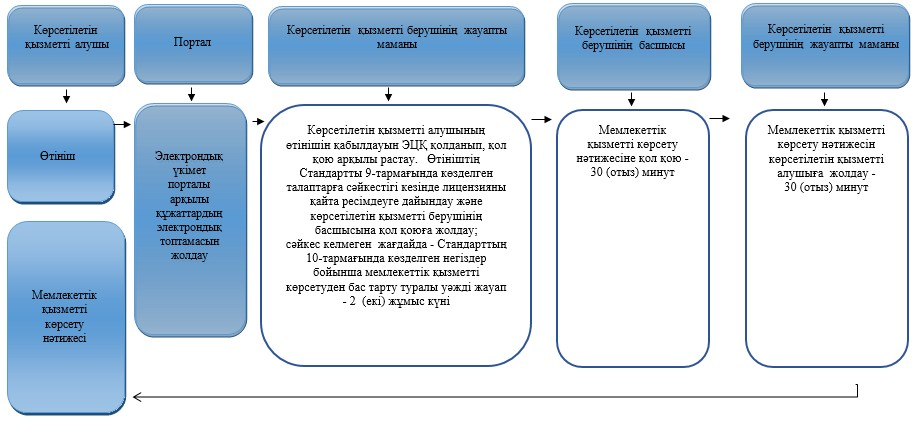 Көрсетілетін
қызметті алушы
Портал
Көрсетілетін қызметті берушінің жауапты
маманы
Көрсетілетін қызметті
берушінің басшысы
Көрсетілетін қызметті
берушінің жауапты маманы
Өтініш
Электрондық
үкімет
порталы
арқылы
құжаттардың
электрондық
топтамасын
жолдау
Көрсетілетін қызметті алушының
өтінішін қабылдауын ЭЦҚ қолданып, қол
қою арқылы растау. Өтініштің
Стандартты 9-тармағында көзделген
талаптарға сәйкестігі кезінде лицензияны
қайта ресімдеуге дайындау және
көрсетілетін қызметті берушінің
басшысына қол қоюға жолдау;
сәйкес келмеген жағдайда - Стандарттың
10-тармағында көзделген негіздер
бойынша мемлекеттік қызметті
көрсетуден бас тарту туралы уәжді жауап
- 2 (екі) жұмыс күні
Мемлекеттік
қызметті көрсету
нәтижесіне қол қою -
30 (отыз) минут
Мемлекеттік қызметті
көрсету нәтижесін
көрсетілетін қызметті
алушыға жолдау -
30 (отыз) минут
Мемлекеттік
қызметті
көрсету
нәтижесі